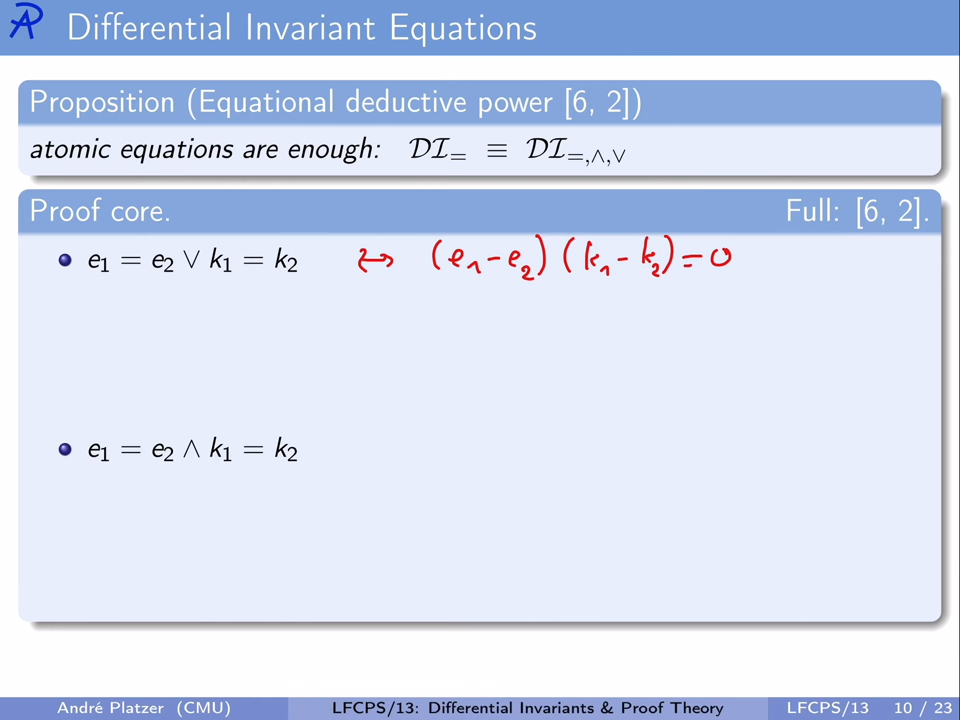 Differential Invariant Equations
Proposition (Equational deductive power [6, 2])
atomic equations are enough: 𝒟ℐ₌ ≡ 𝒟ℐ₌,∧,∨
Proof core. Full: [6, 2].
e₁ = e₂ ∨ k₁ = k₂ ↔ (e₁ − e₂) (k₁ − k₂) = 0
e₁ = e₂ ∧ k₁ = k₂
André Platzer (CMU) LFCPS/13: Differential Invariants & Proof Theory LFCPS/13 10 / 23